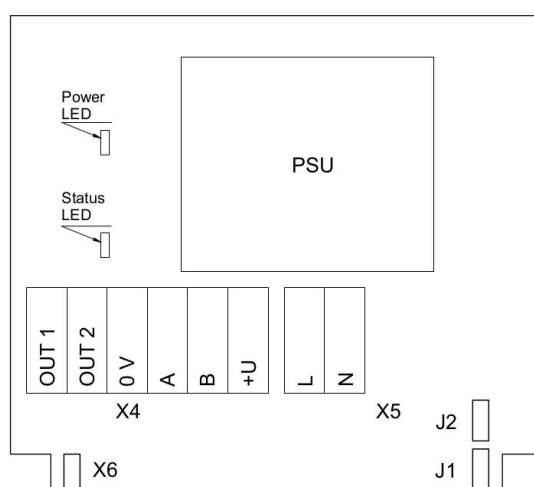 Power
LED
PSU
Status
LED
OUT 1
OUT 2
0 V
A
B
+U
L
N
X4
X5
J2
X6
J1